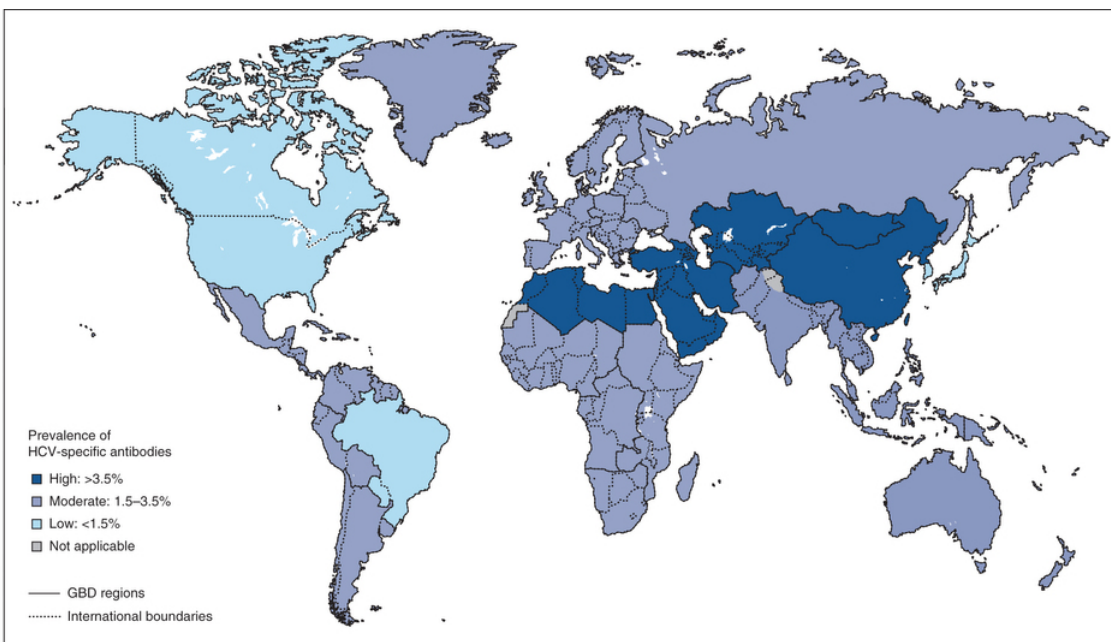 Prevalence of
HCV-specific antibodies
High: >3.5%
Moderate: 1.5–3.5%
Low: <1.5%
Not applicable
GBD regions
International boundaries